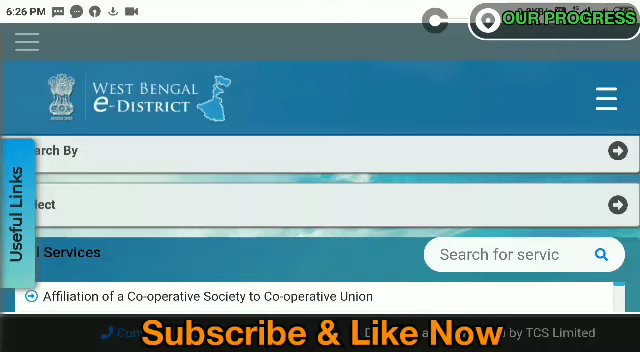 6:26 PM
OUR PROGRESS
WEST BENGAL
e-DISTRICT
arch By
lect
Useful Links
l Services
Search for servic
Affiliation of a Co-operative Society to Co-operative Union
by TCS Limited
Subscribe & Like Now